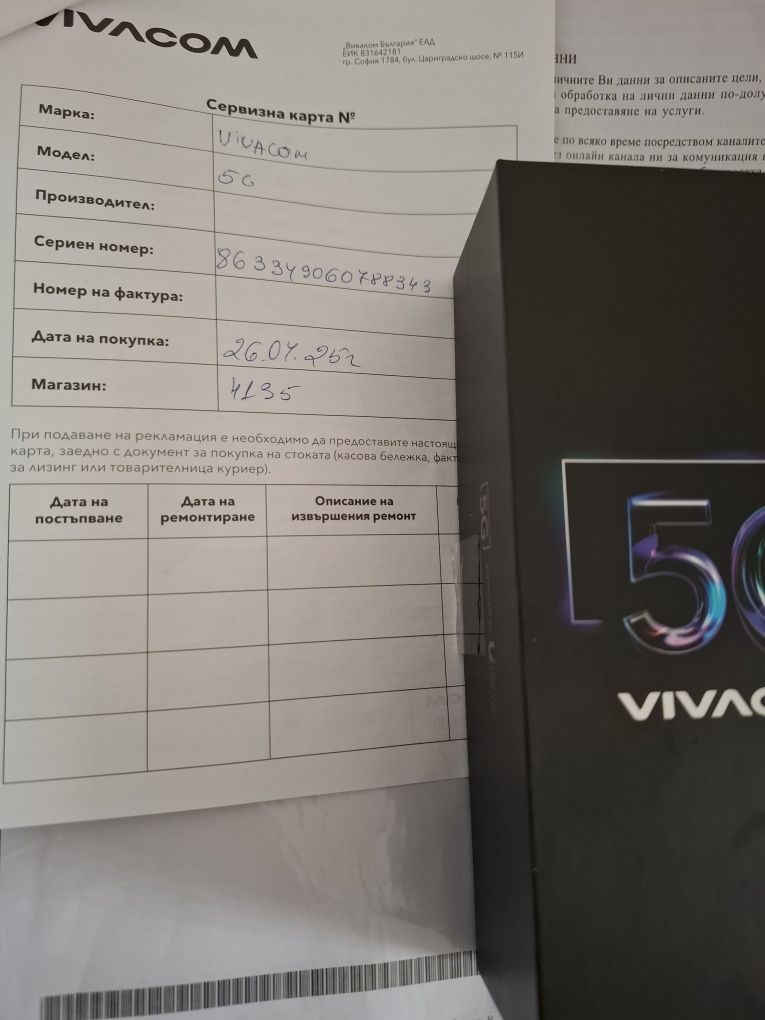 VIVACOM
„Виваком България" ЕАД
ЕИК 831642181
гр. София 1784, бул. Цариградско шосе, № 115И
Сервизна карта №
Марка: VIVACOM
Модел: 5G
Производител:
Сериен номер: 863349060788343
Номер на фактура:
Дата на покупка: 26.04.25г
Магазин: 4135
При подаване на рекламация е необходимо да предоставите настоящ
карта, заедно с документ за покупка на стоката (касова бележка, факт
за лизинг или товарителница куриер).
Дата на постъпване
Дата на ремонтиране
Описание на извършения ремонт
ННИ
ичните Ви данни за описаните цели,
обработка на лични данни по-долу
а предоставяне на услуги.
е по всяко време посредством каналите
з онлайн канала ни за комуникация
5G
5G
VIVAC